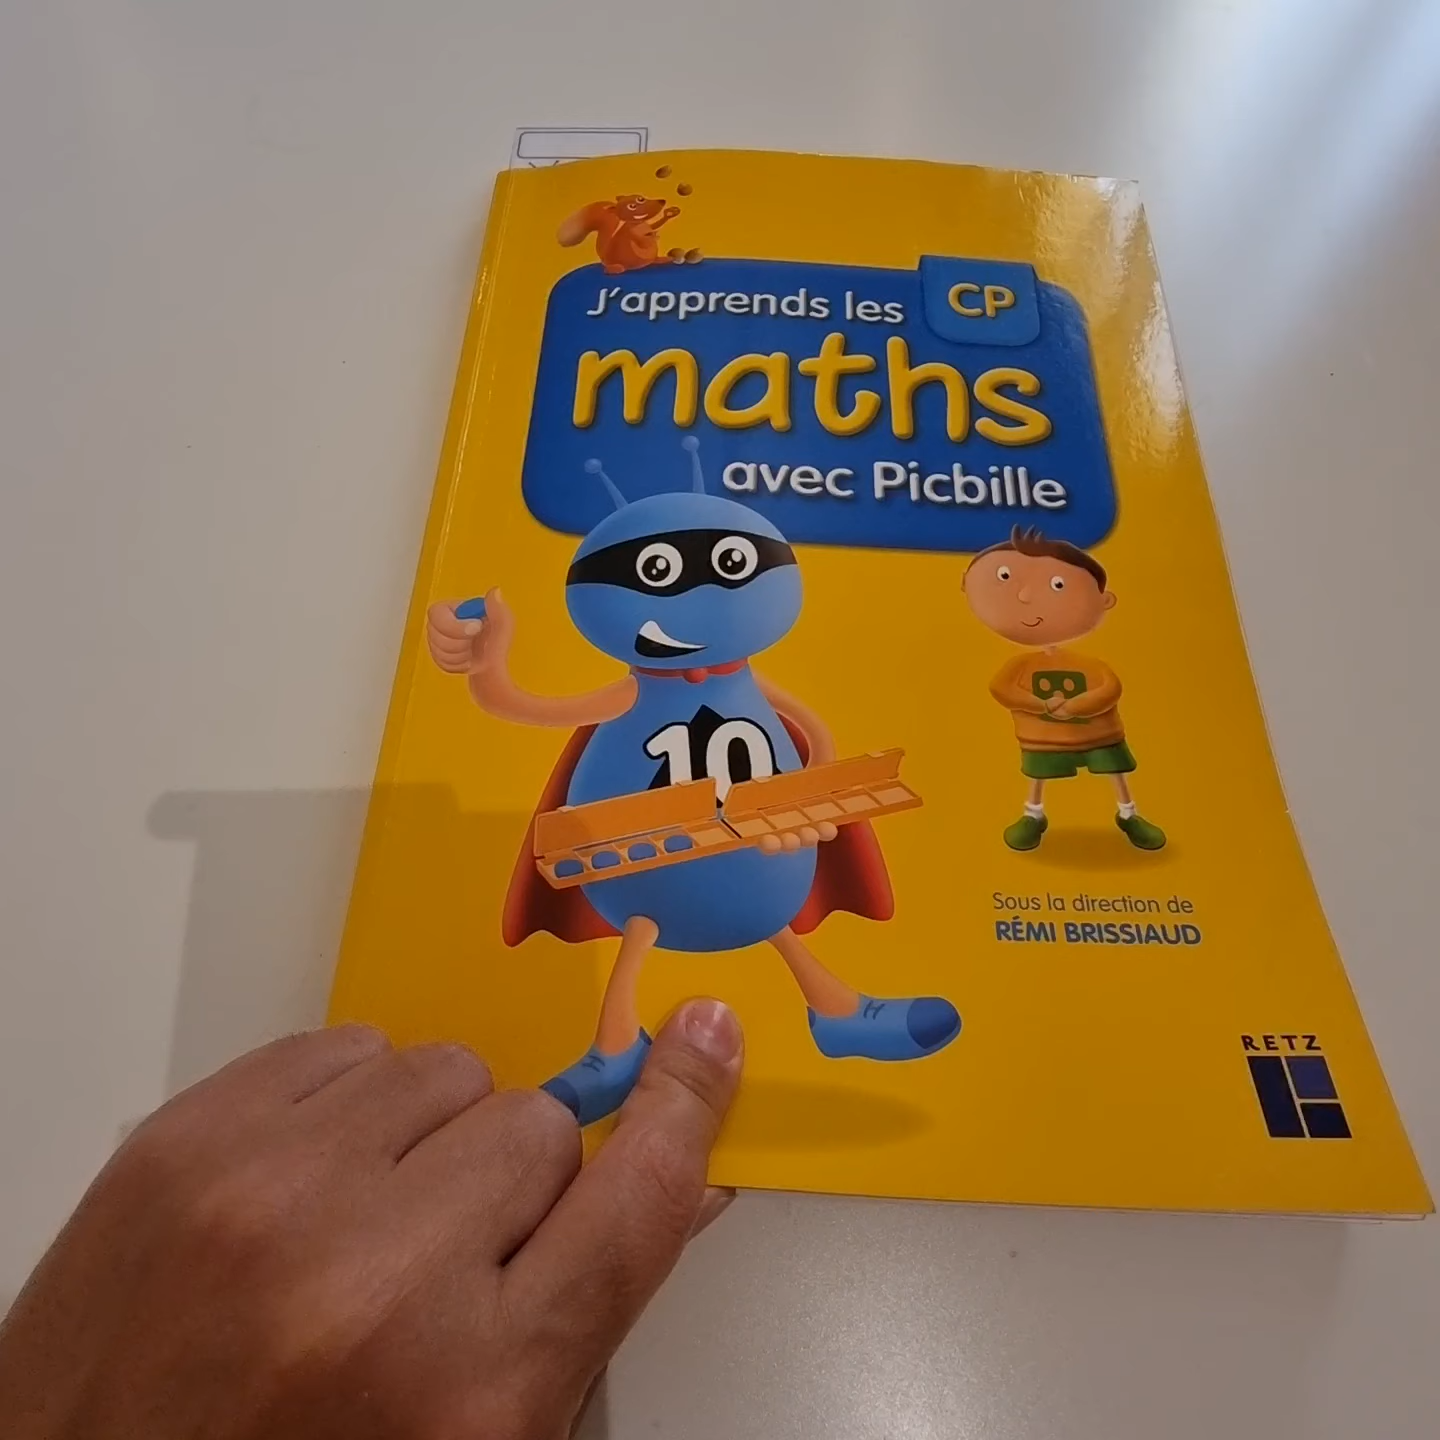 J'apprends les CP
maths
avec Picbille
10
Sous la direction de
RÉMI BRISSIAUD
RETZ